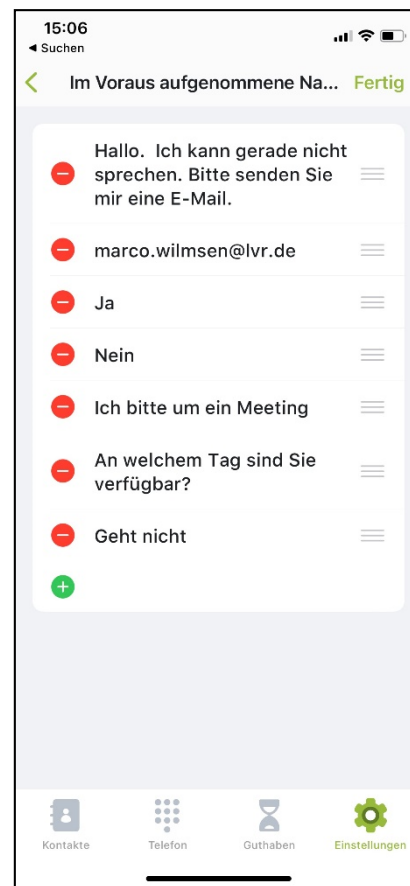 15:06
◀ Suchen
Im Voraus aufgenommene Na... Fertig
Hallo.  Ich kann gerade nicht
sprechen. Bitte senden Sie
mir eine E-Mail.
marco.wilmsen@lvr.de
Ja
Nein
Ich bitte um ein Meeting
An welchem Tag sind Sie
verfügbar?
Geht nicht
Kontakte Telefon Guthaben Einstellungen